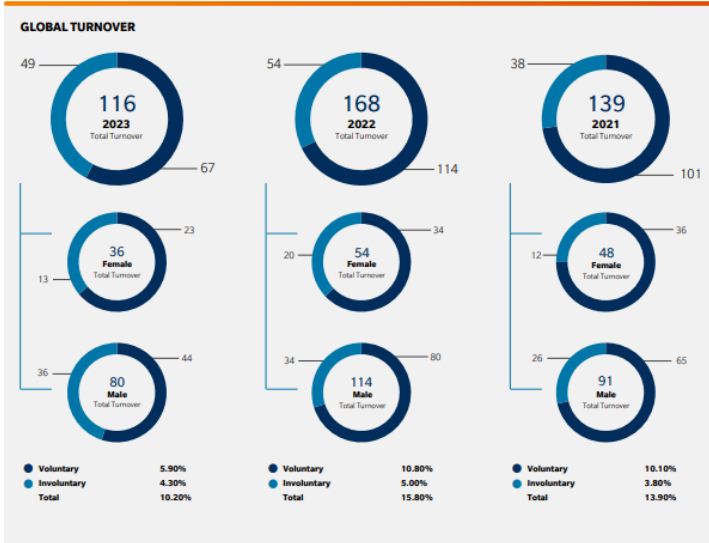 GLOBAL TURNOVER
49
116
2023
Total Turnover
67
54
168
2022
Total Turnover
114
38
139
2021
Total Turnover
101
23
36
Female
Total Turnover
13
34
54
Female
Total Turnover
20
36
48
Female
Total Turnover
12
44
36
80
Male
Total Turnover
80
34
114
Male
Total Turnover
65
26
91
Male
Total Turnover
Voluntary 5.90%
Involuntary 4.30%
Total 10.20%
Voluntary 10.80%
Involuntary 5.00%
Total 15.80%
Voluntary 10.10%
Involuntary 3.80%
Total 13.90%